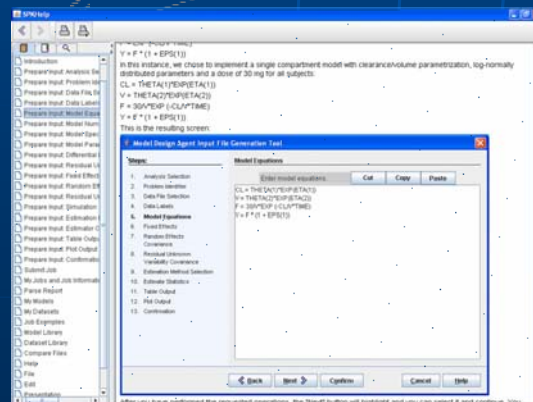 SPKHelp
Introduction
Prepare Input: Analysis Se
Prepare Input: Problem Ide
Prepare Input: Data File Se
Prepare Input: Data Labels
Prepare Input: Model Equa
Prepare Input: Model Num
Prepare Input: Model Spec
Prepare Input: Model Para
Prepare Input: Differential
Prepare Input: Residual U
Prepare Input: Fixed Effect
Prepare Input: Random Eff
Prepare Input: Residual U
Prepare Input: Simulation
Prepare Input: Estimation
Prepare Input: Estimator C
Prepare Input: Table Outpu
Prepare Input: Plot Output
Prepare Input: Confirmatio
Submit Job
My Jobs and Job Informati
Parse Report
My Models
My Datasets
Job Examples
Model Library
Dataset Library
Compare Files
Help
File
Edit
Presentation
Y = F * (1 + EPS(1))
In this instance, we chose to implement a single compartment model with clearance/volume parametrization, log-normally
distributed parameters and a dose of 30 mg for all subjects:
CL = THETA(1)*EXP(ETA(1))
V = THETA(2)*EXP(ETA(2))
F = 30/V*EXP (-CL/V*TIME)
Y = F * (1 + EPS(1))
This is the resulting screen:
Model Design Agent Input File Generation Tool
Steps:
1. Analysis Selection
2. Problem Identifier
3. Data File Selection
4. Data Labels
5. Model Equations
6. Fixed Effects
7. Random Effects
Covariance
8. Residual Unknown
Variability Covariance
9. Estimation Method Selection
10. Estimate Statistics
11. Table Output
12. Plot Output
13. Confirmation
Model Equations
Enter model equations.
Cut
Copy
Paste
CL = THETA(1)*EXP(ETA(1))
V = THETA(2)*EXP(ETA(2))
F = 30/V*EXP (-CL/V*TIME)
Y = F * (1 + EPS(1))
Back
Next
Confirm
Cancel
Help